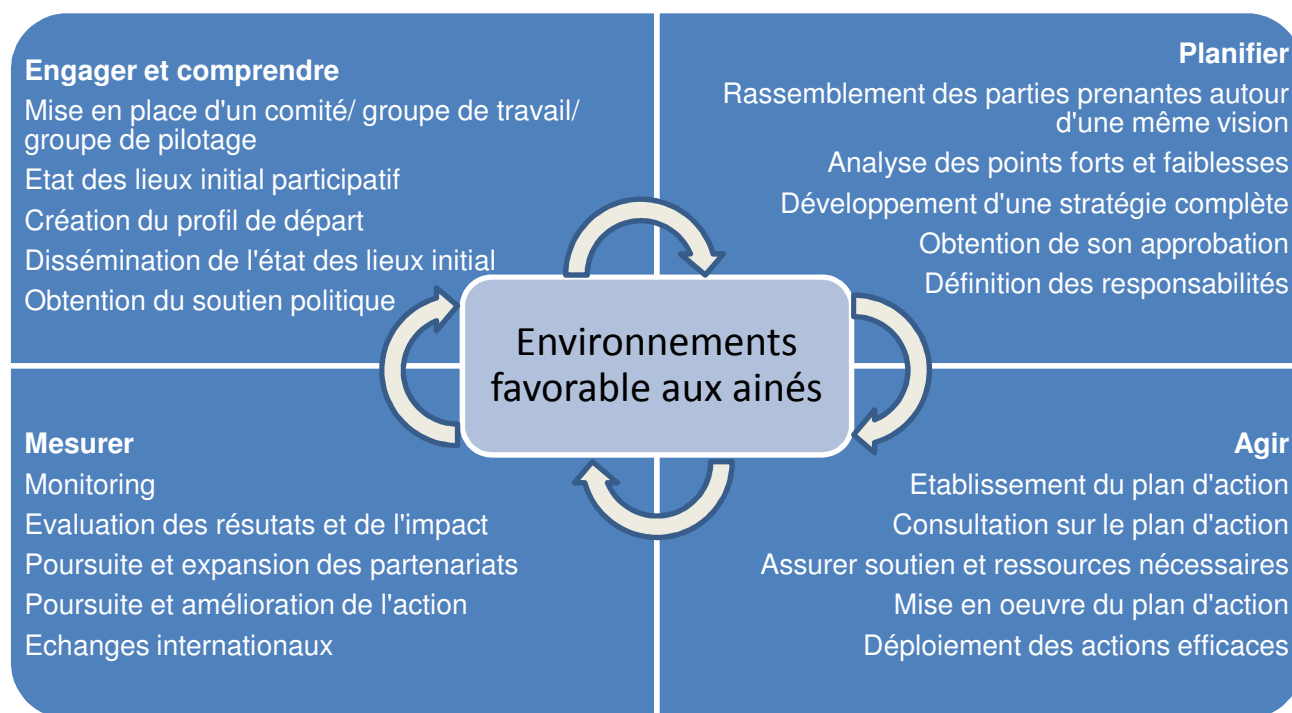 Engager et comprendre
Mise en place d'un comité/ groupe de travail/
groupe de pilotage
Etat des lieux initial participatif
Création du profil de départ
Dissémination de l'état des lieux initial
Obtention du soutien politique
Planifier
Rassemblement des parties prenantes autour
d'une même vision
Analyse des points forts et faiblesses
Développement d'une stratégie complète
Obtention de son approbation
Définition des responsabilités
Environnements
favorable aux ainés
Mesurer
Monitoring
Evaluation des résutats et de l'impact
Poursuite et expansion des partenariats
Poursuite et amélioration de l'action
Echanges internationaux
Agir
Etablissement du plan d'action
Consultation sur le plan d'action
Assurer soutien et ressources nécessaires
Mise en oeuvre du plan d'action
Déploiement des actions efficaces